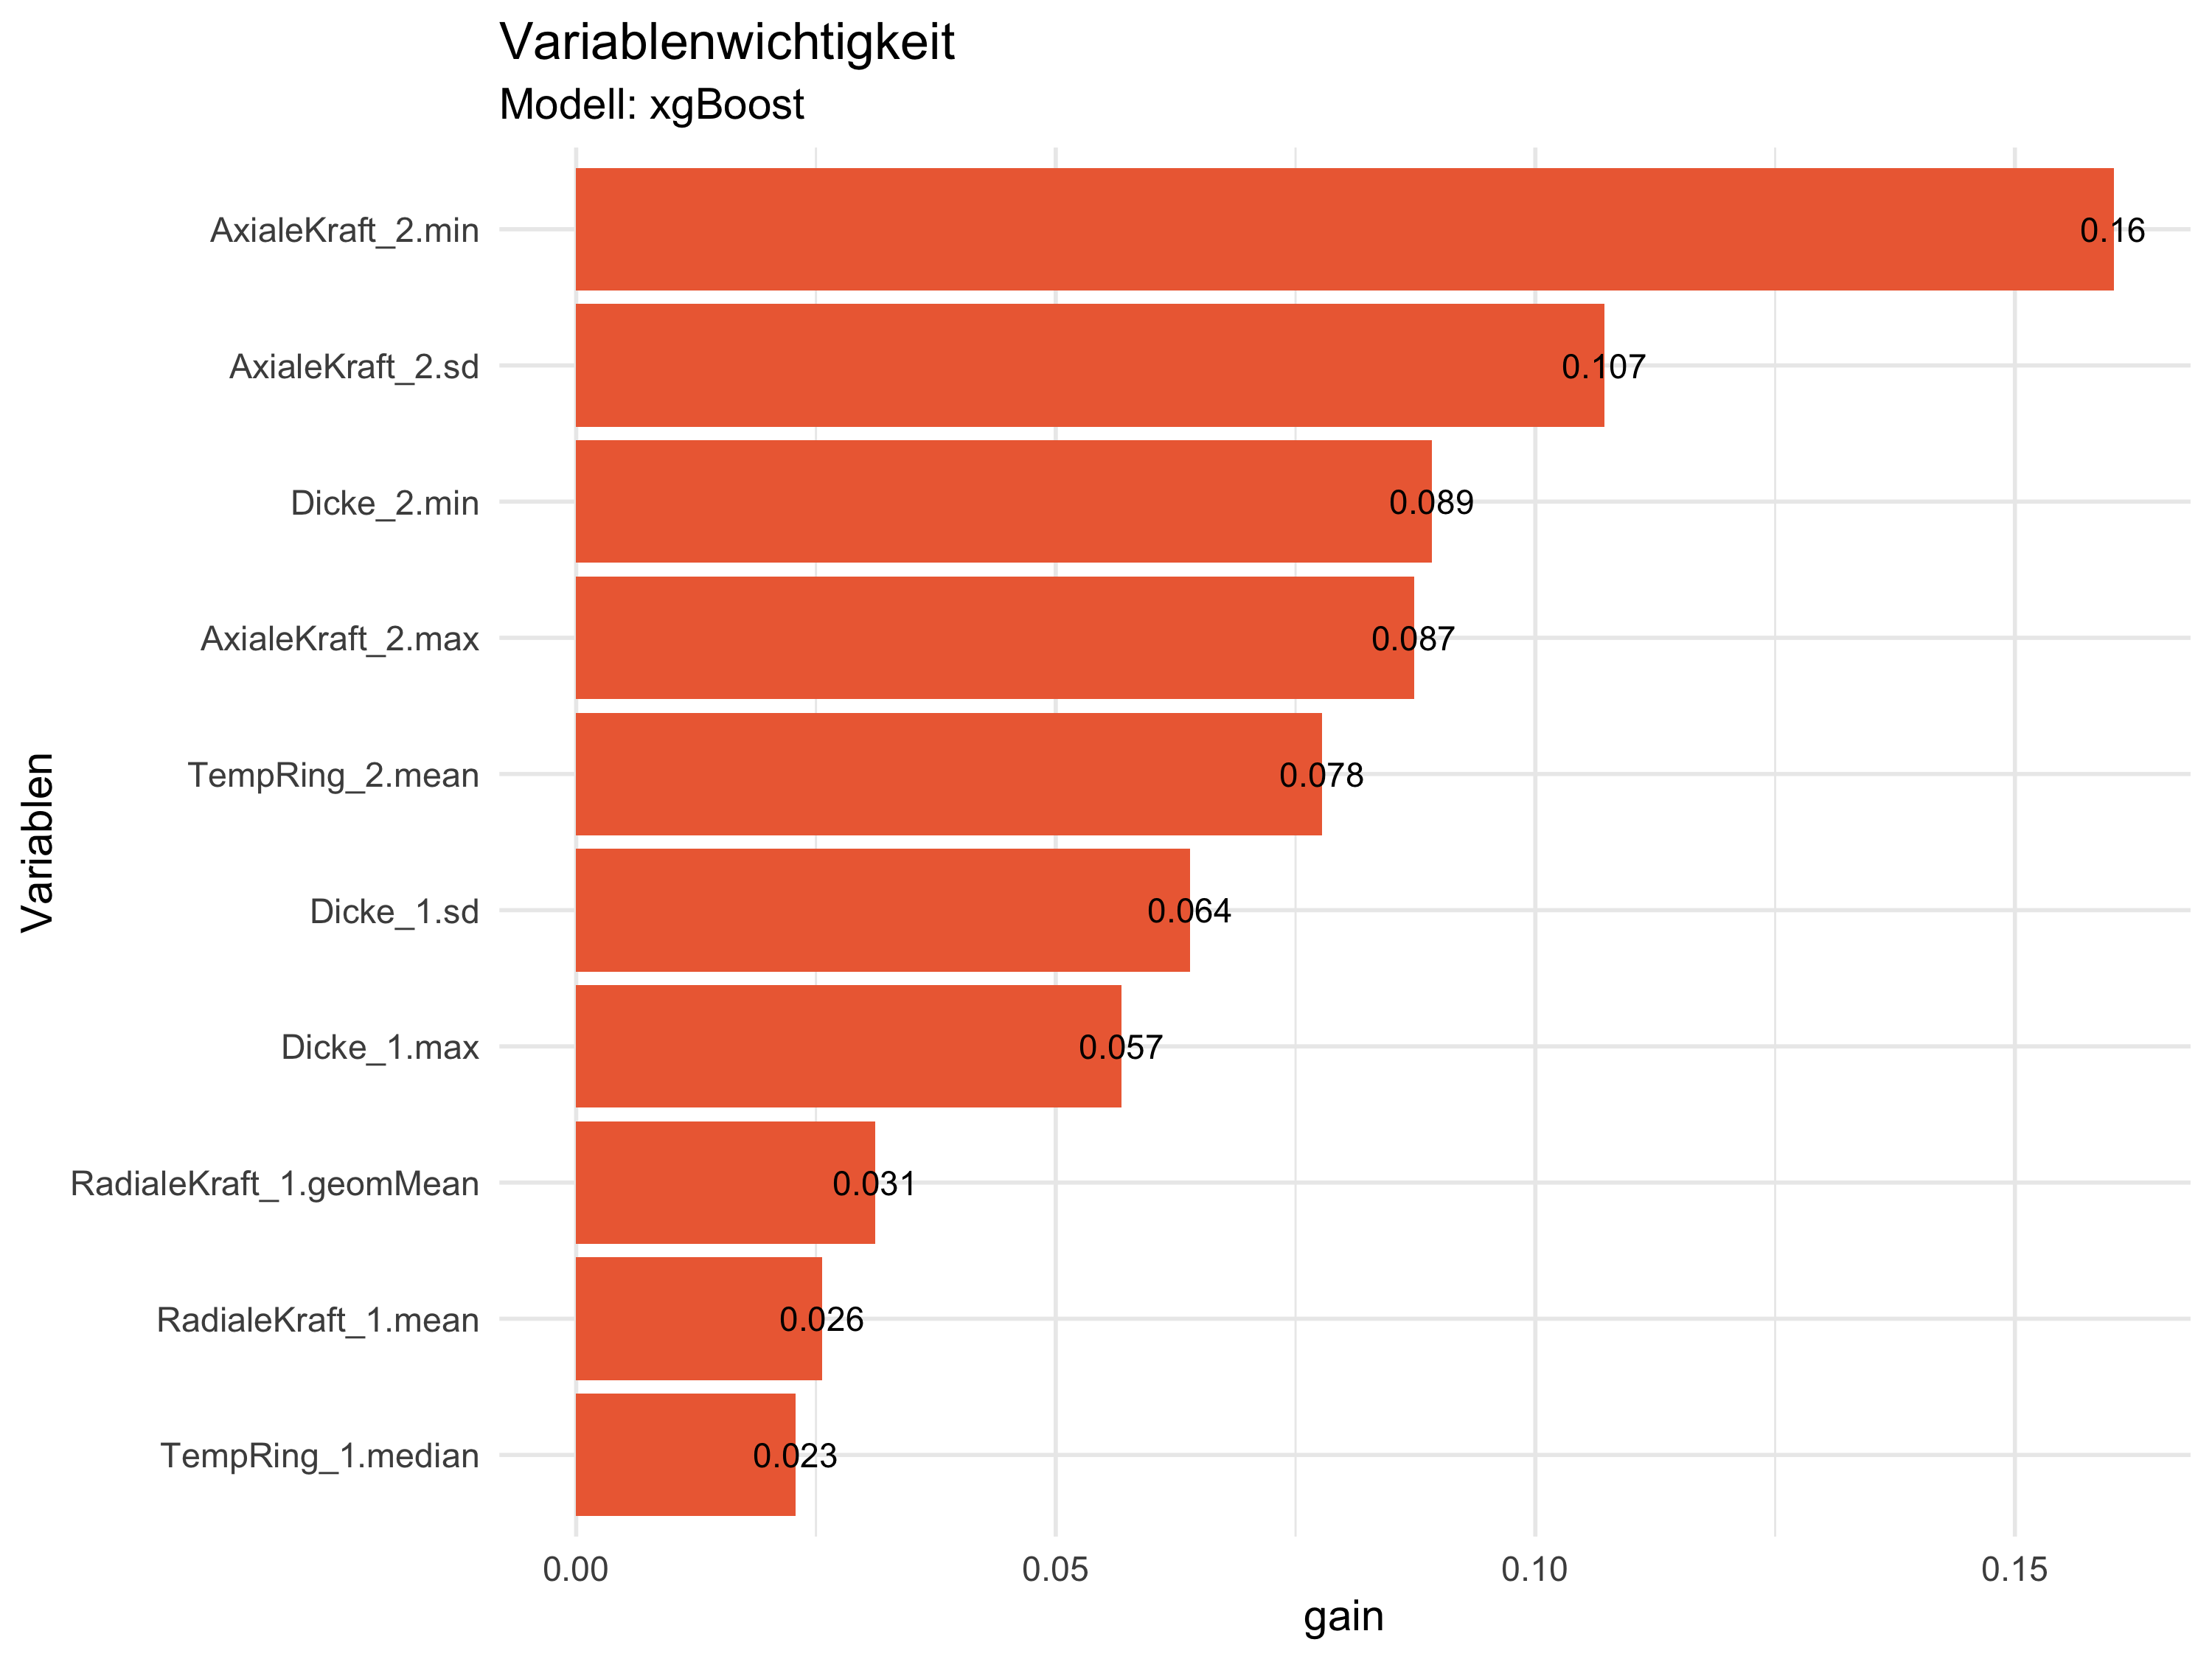 Variablenwichtigkeit
Modell: xgBoost
Variablen
AxialeKraft_2.min 0.16
AxialeKraft_2.sd 0.107
Dicke_2.min 0.089
AxialeKraft_2.max 0.087
TempRing_2.mean 0.078
Dicke_1.sd 0.064
Dicke_1.max 0.057
RadialeKraft_1.geomMean 0.031
RadialeKraft_1.mean 0.026
TempRing_1.median 0.023
0.00 0.05 0.10 0.15
gain